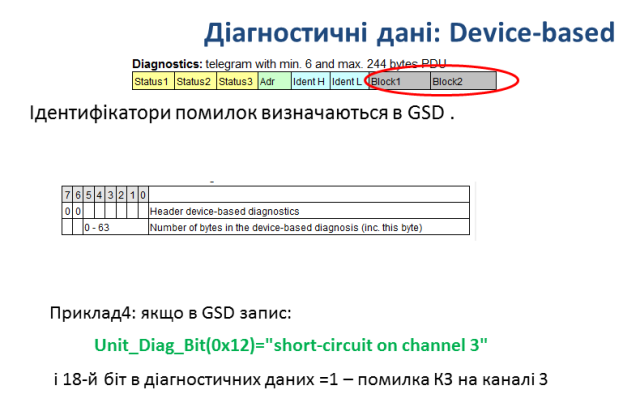 Діагностичні дані: Device-based
Diagnostics: telegram with min. 6 and max. 244 bytes PDU
Status1 Status2 Status3 Adr Ident H Ident L Block1 Block2
Ідентифікатори помилок визначаються в GSD .
7 6 5 4 3 2 1 0
0 0 Header device-based diagnostics
0 - 63 Number of bytes in the device-based diagnosis (inc. this byte)
Приклад4: якщо в GSD запис:
Unit_Diag_Bit(0x12)="short-circuit on channel 3"
і 18-й біт в діагностичних даних =1 – помилка КЗ на каналі 3